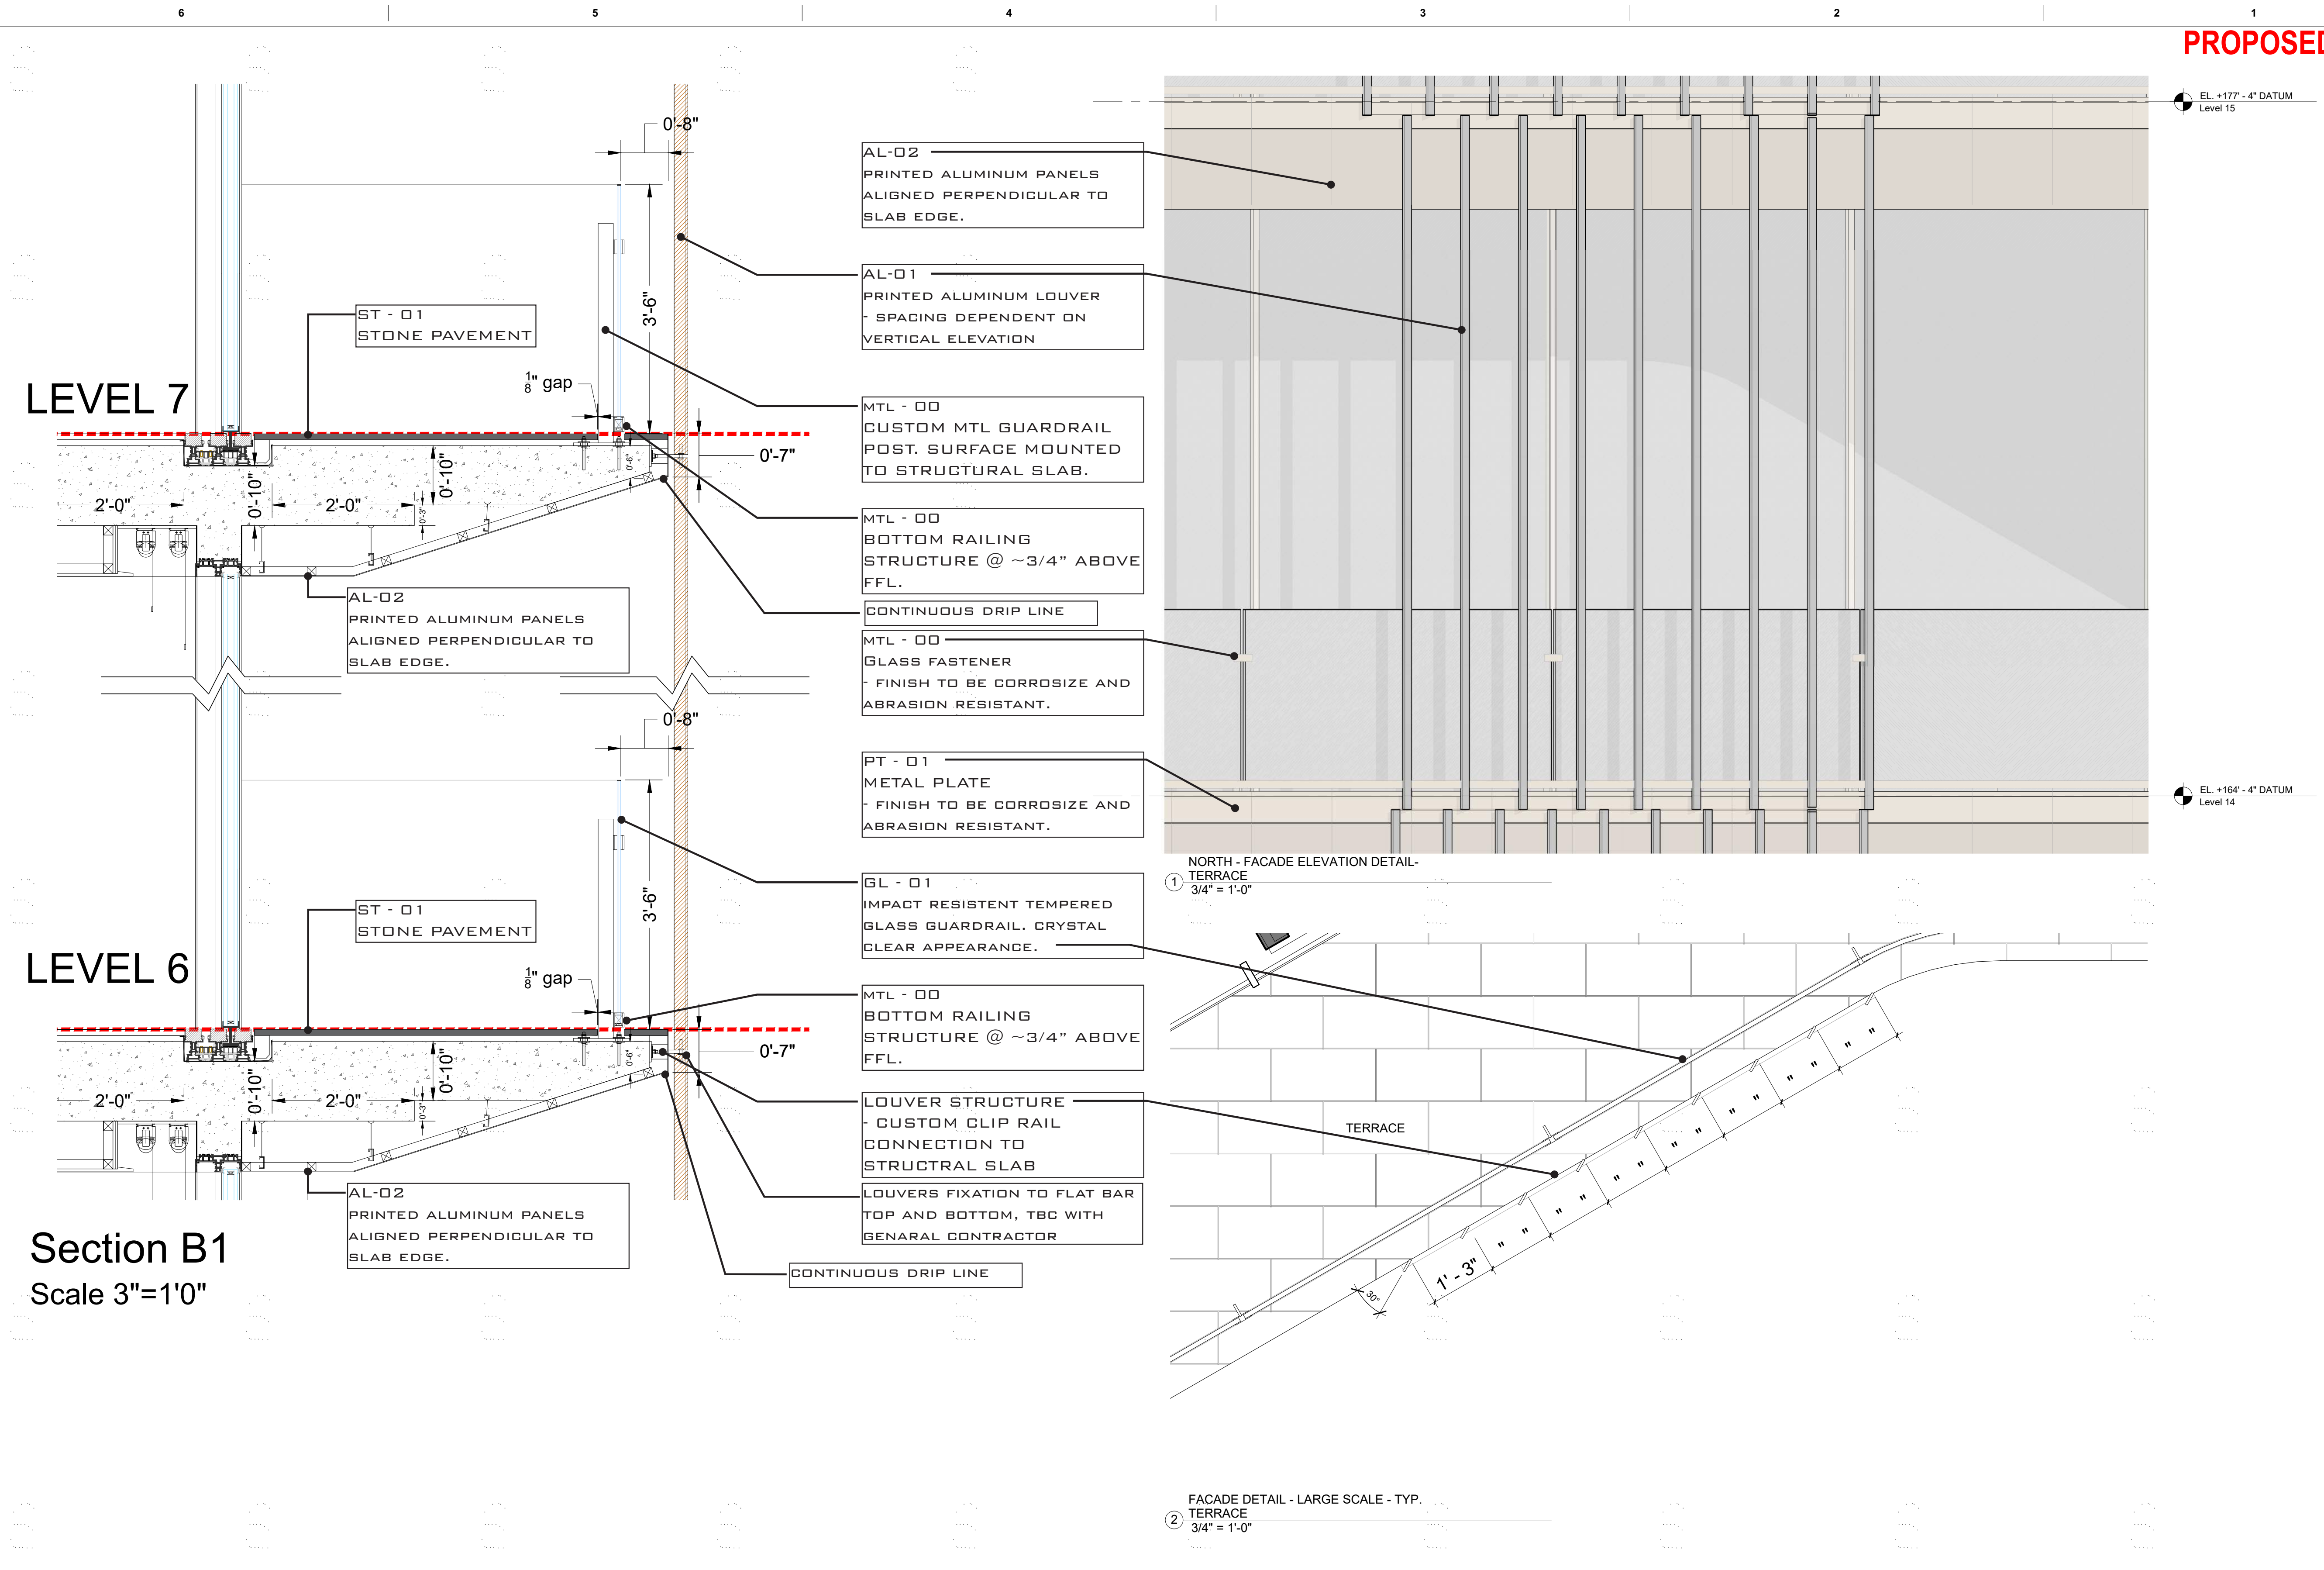 6 5 4 3 2 1
PROPOSED
LEVEL 7
ST - 01
STONE PAVEMENT
1/8" gap
0'-8"
3'-6"
0'-7"
0'-6"
2'-0"
0'-10"
2'-0"
0'-10"
0'-3"
AL-02
PRINTED ALUMINUM PANELS
ALIGNED PERPENDICULAR TO
SLAB EDGE.
LEVEL 6
ST - 01
STONE PAVEMENT
1/8" gap
0'-8"
3'-6"
0'-7"
0'-6"
2'-0"
0'-10"
2'-0"
0'-10"
0'-3"
AL-02
PRINTED ALUMINUM PANELS
ALIGNED PERPENDICULAR TO
SLAB EDGE.
Section B1
Scale 3"=1'0"
AL-02
PRINTED ALUMINUM PANELS
ALIGNED PERPENDICULAR TO
SLAB EDGE.
AL-01
PRINTED ALUMINUM LOUVER
- SPACING DEPENDENT ON
VERTICAL ELEVATION
MTL - 00
CUSTOM MTL GUARDRAIL
POST. SURFACE MOUNTED
TO STRUCTURAL SLAB.
MTL - 00
BOTTOM RAILING
STRUCTURE @ ~3/4” ABOVE
FFL.
CONTINUOUS DRIP LINE
MTL - 00
GLASS FASTENER
- FINISH TO BE CORROSIZE AND
ABRASION RESISTANT.
PT - 01
METAL PLATE
- FINISH TO BE CORROSIZE AND
ABRASION RESISTANT.
GL - 01
IMPACT RESISTENT TEMPERED
GLASS GUARDRAIL. CRYSTAL
CLEAR APPEARANCE.
MTL - 00
BOTTOM RAILING
STRUCTURE @ ~3/4” ABOVE
FFL.
LOUVER STRUCTURE
- CUSTOM CLIP RAIL
CONNECTION TO
STRUCTRAL SLAB
LOUVERS FIXATION TO FLAT BAR
TOP AND BOTTOM, TBC WITH
GENARAL CONTRACTOR
CONTINUOUS DRIP LINE
EL. +177' - 4" DATUM
Level 15
EL. +164' - 4" DATUM
Level 14
1
NORTH - FACADE ELEVATION DETAIL-
TERRACE
3/4" = 1'-0"
TERRACE
30°
1' - 3"
" "
" "
" "
" "
" "
" "
" "
2
FACADE DETAIL - LARGE SCALE - TYP.
TERRACE
3/4" = 1'-0"